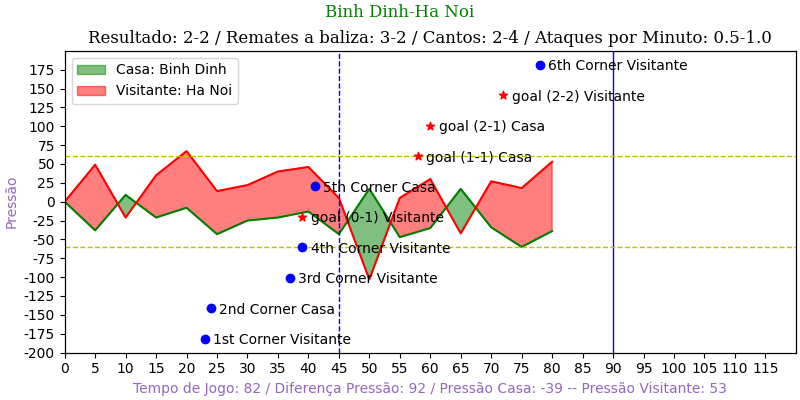 Binh Dinh-Ha Noi
Resultado: 2-2 / Remates a baliza: 3-2 / Cantos: 2-4 / Ataques por Minuto: 0.5-1.0
Casa: Binh Dinh
Visitante: Ha Noi
6th Corner Visitante
goal (2-2) Visitante
goal (2-1) Casa
goal (1-1) Casa
5th Corner Casa
goal (0-1) Visitante
4th Corner Visitante
3rd Corner Visitante
2nd Corner Casa
1st Corner Visitante
Pressão
175
150
125
100
75
50
25
0
-25
-50
-75
-100
-125
-150
-175
-200
0 5 10 15 20 25 30 35 40 45 50 55 60 65 70 75 80 85 90 95 100 105 110 115
Tempo de Jogo: 82 / Diferença Pressão: 92 / Pressão Casa: -39 -- Pressão Visitante: 53